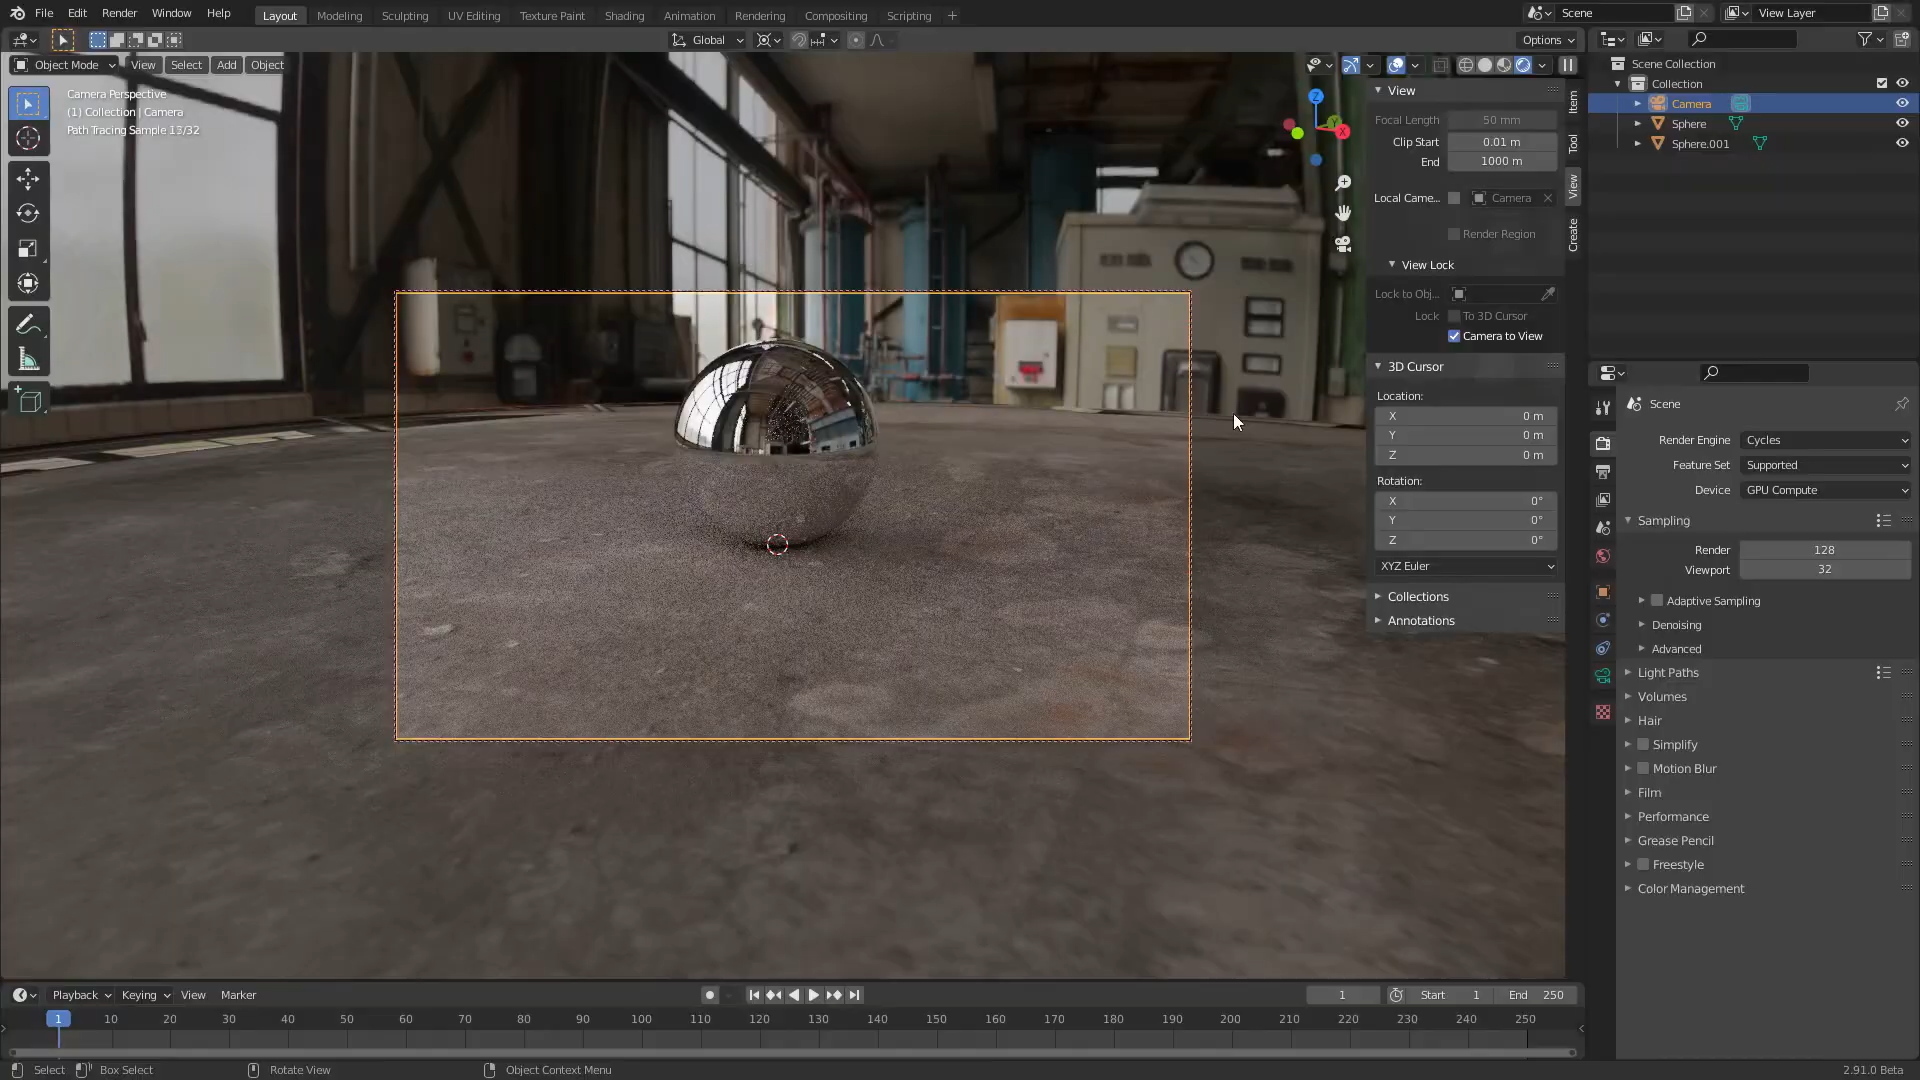 File Edit Render Window Help Layout Modeling Sculpting UV Editing Texture Paint Shading Animation Rendering Compositing Scripting + Scene View Layer
Global Options
Object Mode View Select Add Object
Camera Perspective
(1) Collection | Camera
Path Tracing Sample 13/32
Z
Y
X
View
Focal Length 50 mm
Clip Start 0.01 m
End 1000 m
Local Came... Camera
Render Region
View Lock
Lock to Obj...
Lock To 3D Cursor
Camera to View
3D Cursor
Location:
X 0 m
Y 0 m
Z 0 m
Rotation:
X 0°
Y 0°
Z 0°
XYZ Euler
Collections
Annotations
Item
Tool
View
Create
Scene Collection
Collection
Camera
Sphere
Sphere.001
Scene
Render Engine Cycles
Feature Set Supported
Device GPU Compute
Sampling
Render 128
Viewport 32
Adaptive Sampling
Denoising
Advanced
Light Paths
Volumes
Hair
Simplify
Motion Blur
Film
Performance
Grease Pencil
Freestyle
Color Management
Playback Keying View Marker 1 Start 1 End 250
1 10 20 30 40 50 60 70 80 90 100 110 120 130 140 150 160 170 180 190 200 210 220 230 240 250
Select Box Select Rotate View Object Context Menu 2.91.0 Beta